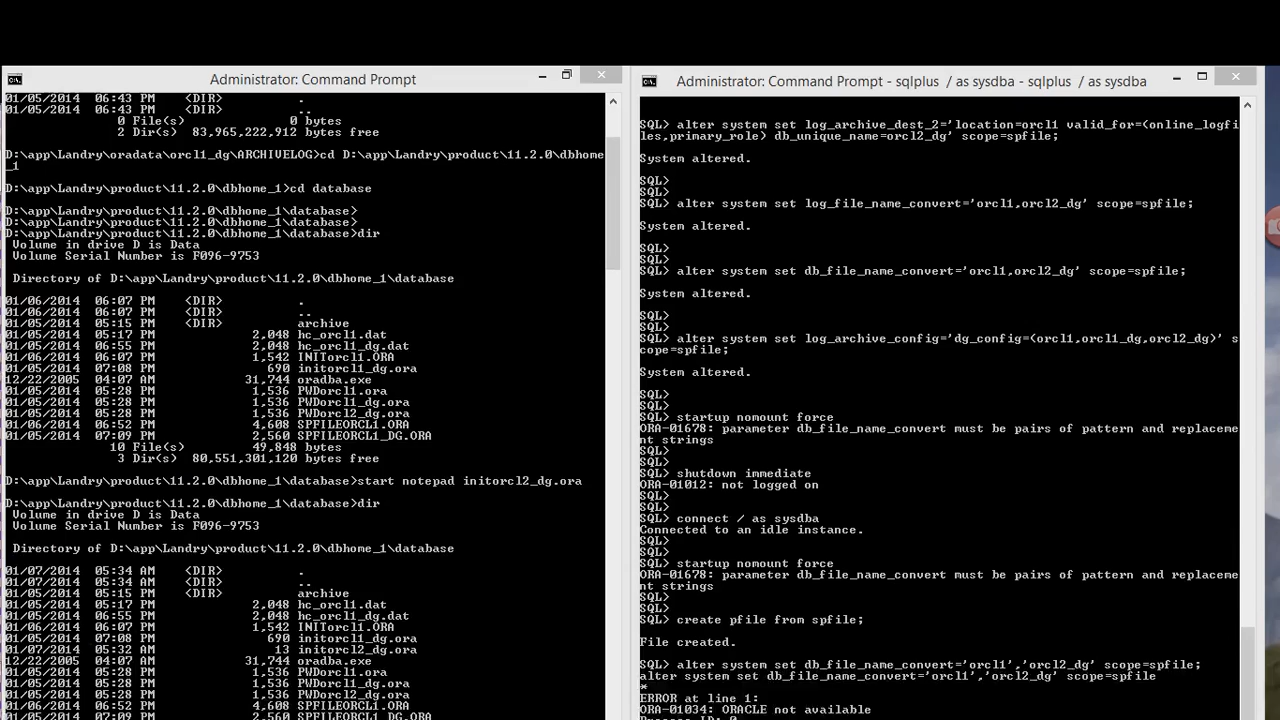 Administrator: Command Prompt
01/05/2014  06:43 PM    <DIR>          .
01/05/2014  06:43 PM    <DIR>          ..
               0 File(s)              0 bytes
               2 Dir(s)  83,965,222,912 bytes free
D:\app\Landry\oradata\orcl1_dg\ARCHIVELOG>cd D:\app\Landry\product\11.2.0\dbhome
_1
D:\app\Landry\product\11.2.0\dbhome_1>cd database
D:\app\Landry\product\11.2.0\dbhome_1\database>
D:\app\Landry\product\11.2.0\dbhome_1\database>
D:\app\Landry\product\11.2.0\dbhome_1\database>dir
 Volume in drive D is Data
 Volume Serial Number is F096-9753
 Directory of D:\app\Landry\product\11.2.0\dbhome_1\database
01/06/2014  06:07 PM    <DIR>          .
01/06/2014  06:07 PM    <DIR>          ..
01/05/2014  05:15 PM    <DIR>          archive
01/05/2014  05:17 PM             2,048 hc_orcl1.dat
01/05/2014  06:55 PM             2,048 hc_orcl1_dg.dat
01/06/2014  06:07 PM             1,542 INITorcl1.ORA
01/05/2014  07:08 PM               690 initorcl1_dg.ora
12/22/2005  04:07 AM            31,744 oradba.exe
01/05/2014  05:28 PM             1,536 PWDorcl1.ora
01/05/2014  05:28 PM             1,536 PWDorcl1_dg.ora
01/05/2014  05:28 PM             1,536 PWDorcl2_dg.ora
01/06/2014  06:52 PM             4,608 SPFILEORCL1.ORA
01/05/2014  07:09 PM             2,560 SPFILEORCL1_DG.ORA
              10 File(s)         49,848 bytes
               3 Dir(s)  80,551,301,120 bytes free
D:\app\Landry\product\11.2.0\dbhome_1\database>start notepad initorcl2_dg.ora
D:\app\Landry\product\11.2.0\dbhome_1\database>dir
 Volume in drive D is Data
 Volume Serial Number is F096-9753
 Directory of D:\app\Landry\product\11.2.0\dbhome_1\database
01/07/2014  05:34 AM    <DIR>          .
01/07/2014  05:34 AM    <DIR>          ..
01/05/2014  05:15 PM    <DIR>          archive
01/05/2014  05:17 PM             2,048 hc_orcl1.dat
01/05/2014  06:55 PM             2,048 hc_orcl1_dg.dat
01/06/2014  06:07 PM             1,542 INITorcl1.ORA
01/05/2014  07:08 PM               690 initorcl1_dg.ora
01/07/2014  05:32 AM                13 initorcl2_dg.ora
12/22/2005  04:07 AM            31,744 oradba.exe
01/05/2014  05:28 PM             1,536 PWDorcl1.ora
01/05/2014  05:28 PM             1,536 PWDorcl1_dg.ora
01/05/2014  05:28 PM             1,536 PWDorcl2_dg.ora
01/06/2014  06:52 PM             4,608 SPFILEORCL1.ORA
01/05/2014  07:09 PM             2,560 SPFILEORCL1_DG.ORA
Administrator: Command Prompt - sqlplus  / as sysdba - sqlplus  / as sysdba
SQL> alter system set log_archive_dest_2='location=orcl1 valid_for=(online_logfi
les,primary_role) db_unique_name=orcl2_dg' scope=spfile;
System altered.
SQL>
SQL>
SQL> alter system set log_file_name_convert='orcl1,orcl2_dg' scope=spfile;
System altered.
SQL>
SQL>
SQL> alter system set db_file_name_convert='orcl1,orcl2_dg' scope=spfile;
System altered.
SQL>
SQL>
SQL> alter system set log_archive_config='dg_config=(orcl1,orcl1_dg,orcl2_dg)' s
cope=spfile;
System altered.
SQL>
SQL>
SQL> startup nomount force
ORA-01678: parameter db_file_name_convert must be pairs of pattern and replaceme
nt strings
SQL>
SQL>
SQL> shutdown immediate
ORA-01012: not logged on
SQL>
SQL>
SQL> connect / as sysdba
Connected to an idle instance.
SQL>
SQL>
SQL> startup nomount force
ORA-01678: parameter db_file_name_convert must be pairs of pattern and replaceme
nt strings
SQL>
SQL>
SQL> create pfile from spfile;
File created.
SQL> alter system set db_file_name_convert='orcl1','orcl2_dg' scope=spfile;
alter system set db_file_name_convert='orcl1','orcl2_dg' scope=spfile
*
ERROR at line 1:
ORA-01034: ORACLE not available
Process ID: 0